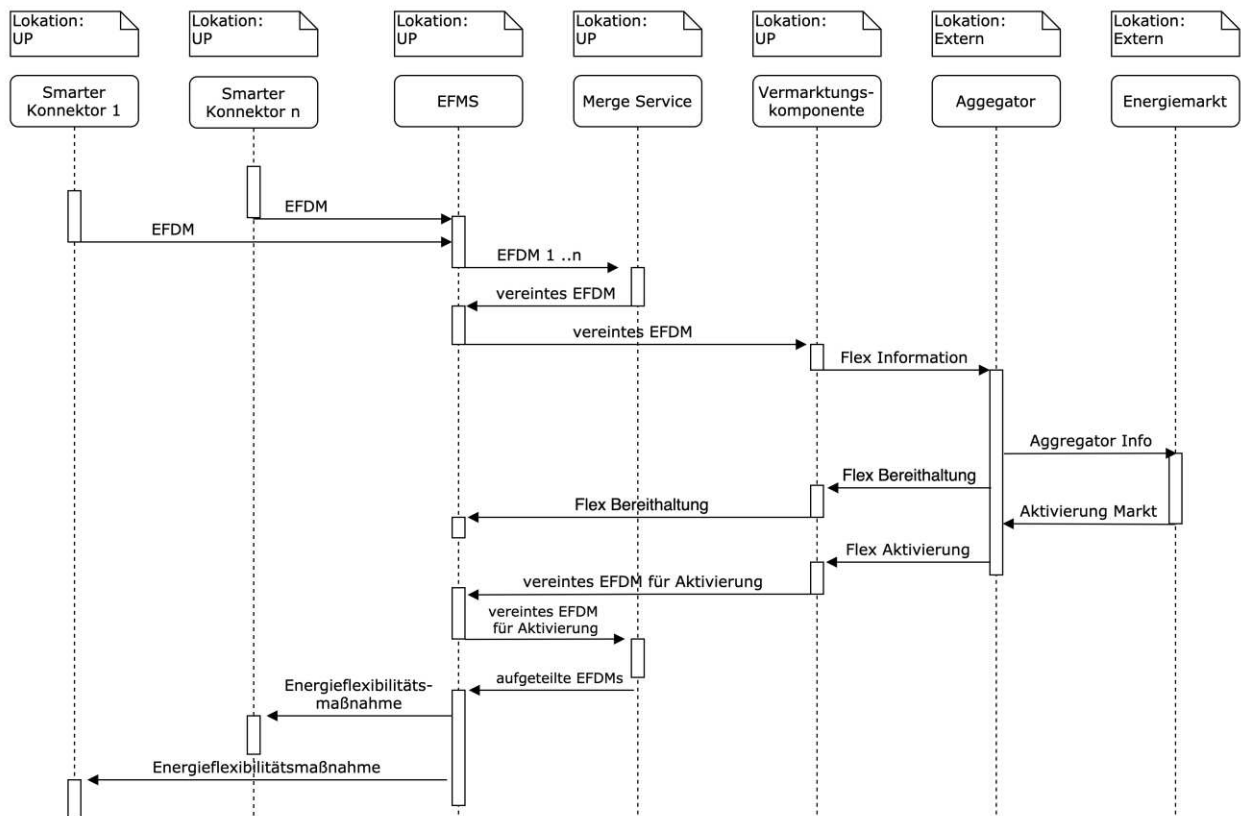 Lokation:
UP
Lokation:
UP
Lokation:
UP
Lokation:
UP
Lokation:
UP
Lokation:
Extern
Lokation:
Extern
Smarter
Konnektor 1
Smarter
Konnektor n
EFMS
Merge Service
Vermarktungs-
komponente
Aggegator
Energiemarkt
EFDM
EFDM
EFDM 1 ..n
vereintes EFDM
vereintes EFDM
Flex Information
Aggregator Info
Flex Bereithaltung
Flex Bereithaltung
Aktivierung Markt
Flex Aktivierung
vereintes EFDM für Aktivierung
vereintes EFDM
für Aktivierung
aufgeteilte EFDMs
Energieflexibilitäts-
maßnahme
Energieflexibilitätsmaßnahme